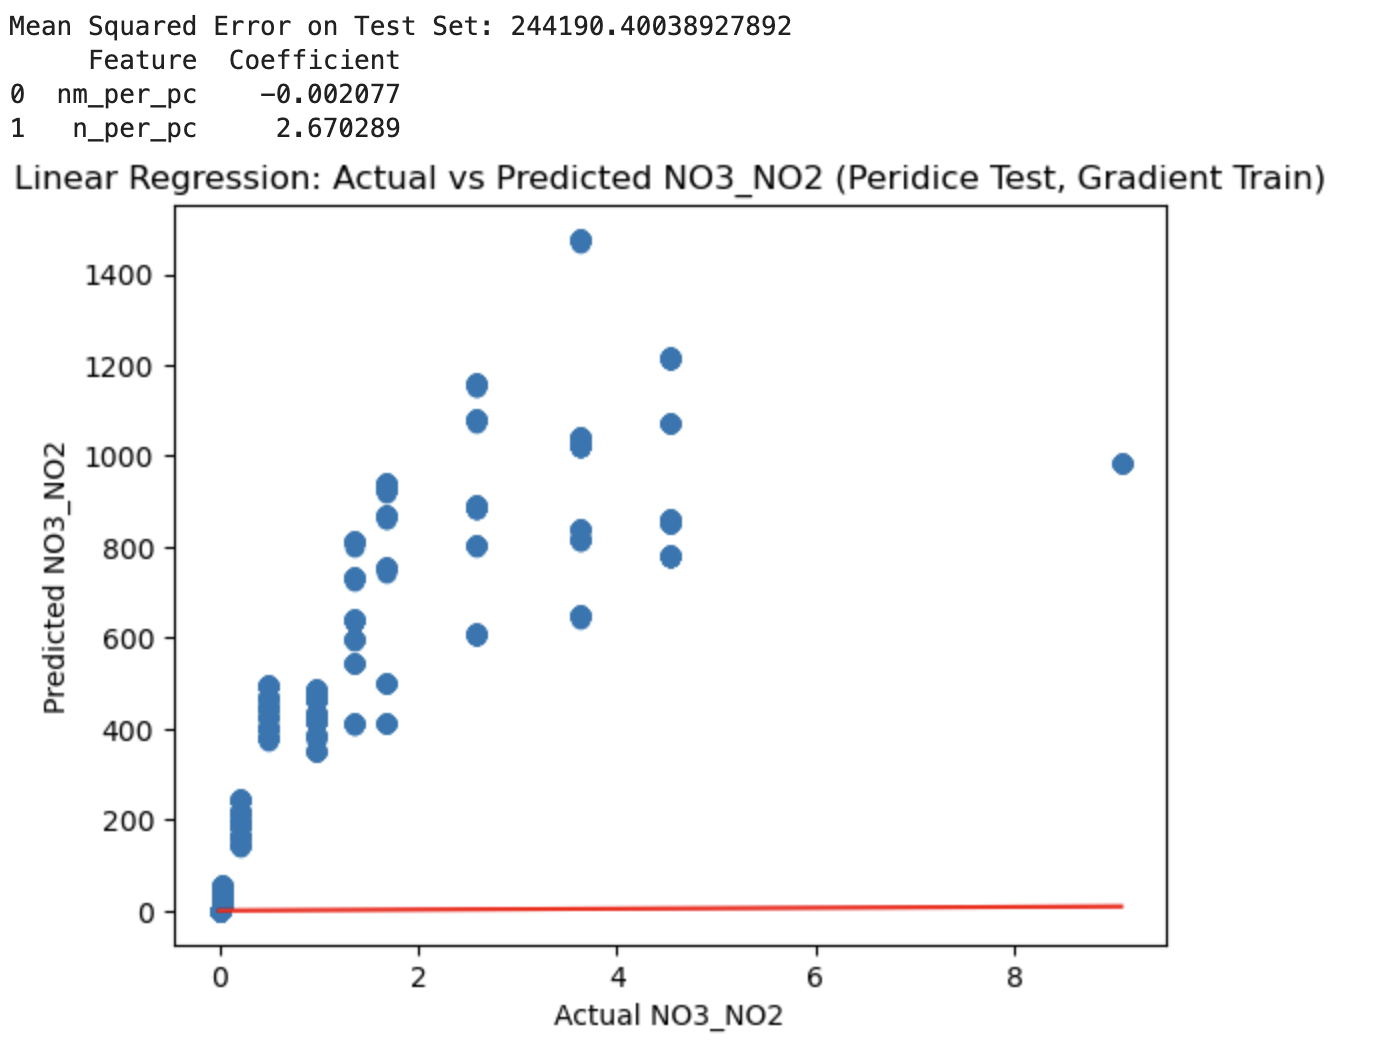 Mean Squared Error on Test Set: 244190.40038927892
Feature Coefficient
0 nm_per_pc -0.002077
1 n_per_pc 2.670289
Linear Regression: Actual vs Predicted NO3_NO2 (Peridice Test, Gradient Train)
1400
1200
1000
800
600
400
200
0
Predicted NO3_NO2
0 2 4 6 8
Actual NO3_NO2